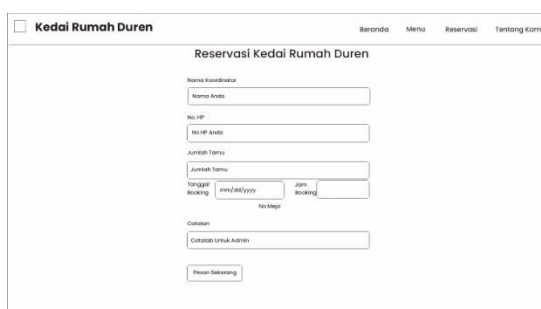 Kedai Rumah Duren
Beranda Menu Reservasi Tentang Kam
Reservasi Kedai Rumah Duren
Nama Koordinator
Nama Anda
No. HP
No HP Anda
Jumlah Tamu
Jumlah Tamu
Tanggal Booking
mm/dd/yyyy
Jam Booking
No Meja
Catatan
Catatab Untuk Admin
Pesan Sekarang